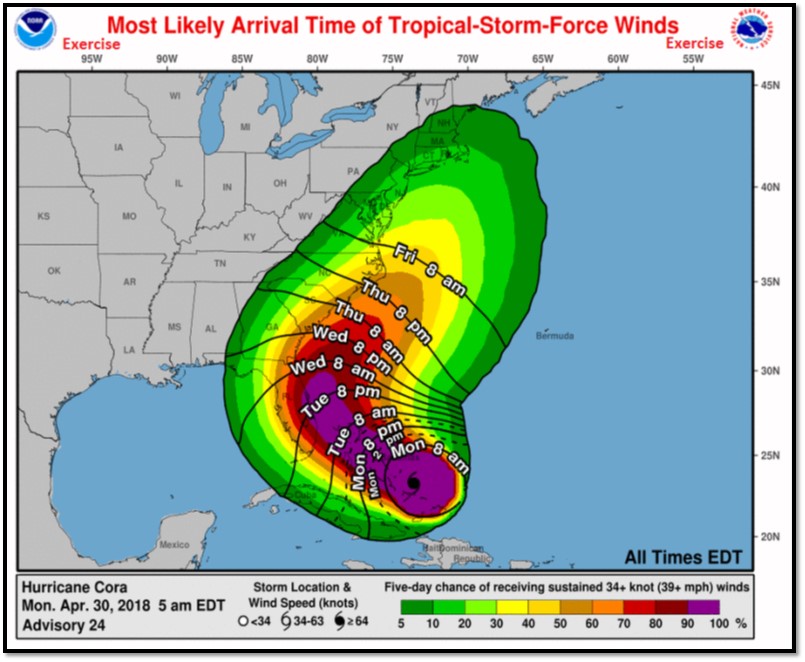 Most Likely Arrival Time of Tropical-Storm-Force Winds
NOAA
Exercise
Exercise
95W 90W 85W 80W 75W 70W 65W 60W 55W
45N
40N
35N
30N
25N
20N
WI
MI
NY
VT
NH
MA
CT
IA
PA
IL
IN
OH
KS
MO
WV
KY
OK
TN
NC
AR
SC
MS
AL
GA
LA
Fri 8 am
Thu 8 pm
Thu 8 am
Wed 8 pm
Wed 8 am
Tue 8 pm
Tue 8 am
Mon 8 pm
Mon 2 pm
Mon 8 am
Bermuda
Cuba
Mexico
Haiti
Dominican
Republic
All Times EDT
Hurricane Cora
Mon. Apr. 30, 2018 5 am EDT
Advisory 24
Storm Location &
Wind Speed (knots)
<34 34-63 ≥64
Five-day chance of receiving sustained 34+ knot (39+ mph) winds
5 10 20 30 40 50 60 70 80 90 100 %